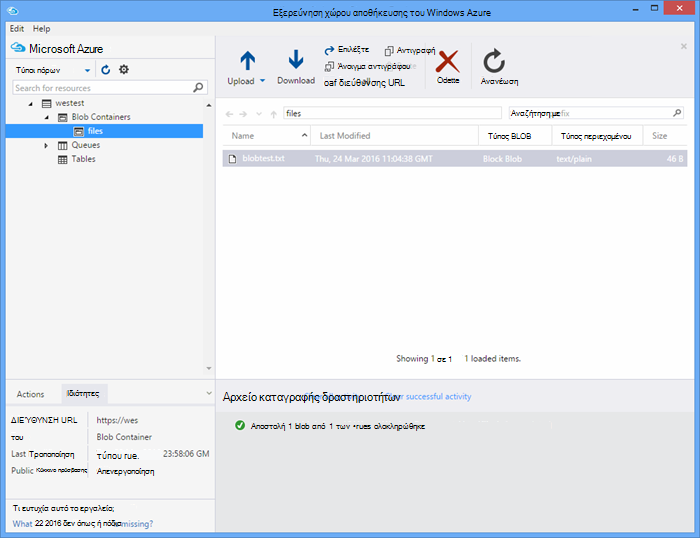 Εξερεύνηση χώρου αποθήκευσης του Windows Azure
Edit Help
Microsoft Azure
Τύποι πόρων
Search for resources
westest
Blob Containers
files
Queues
Tables
Upload
Download
Επιλέξτε
Αντιγραφή
Άνοιγμα αντιγράφου
διεύθυνσης URL
Odette
Ανανέωση
files
Αναζήτηση με fix
Name Last Modified Τύπος BLOB Τύπος περιεχομένου Size
blobtest.txt Thu, 24 Mar 2016 11:04:38 GMT Block Blob text/plain 46 B
Showing 1 σε 1 1 loaded items.
Actions Ιδιότητες
ΔΙΕΎΘΥΝΣΗ URL https://wes
του Blob Container
Last Τροποποίηση τύπου rue. 23:58:06 GM
Public Κόκκινο πρόσβασης Απενεργοποίηση
Τι ευτυχία αυτό το εργαλείο;
What 22 2016 δεν όπως ή πόδια missing?
Αρχείο καταγραφής δραστηριοτήτων successful activity
Αποστολή 1 blob από 1 των •rues ολοκληρώθηκε